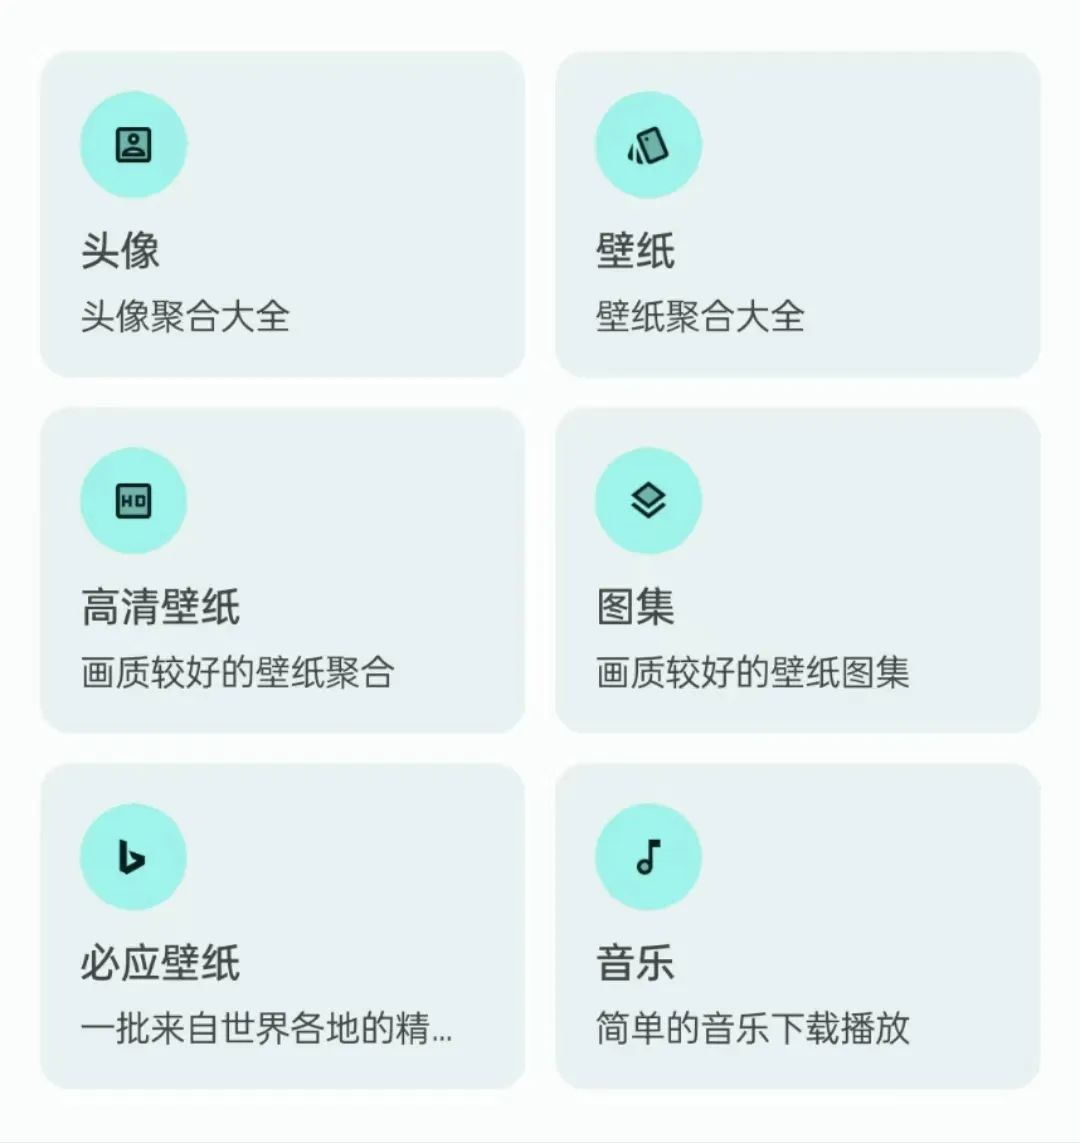 头像
头像聚合大全
壁纸
壁纸聚合大全
HD
高清壁纸
画质较好的壁纸聚合
图集
画质较好的壁纸图集
必应壁纸
一批来自世界各地的精...
音乐
简单的音乐下载播放